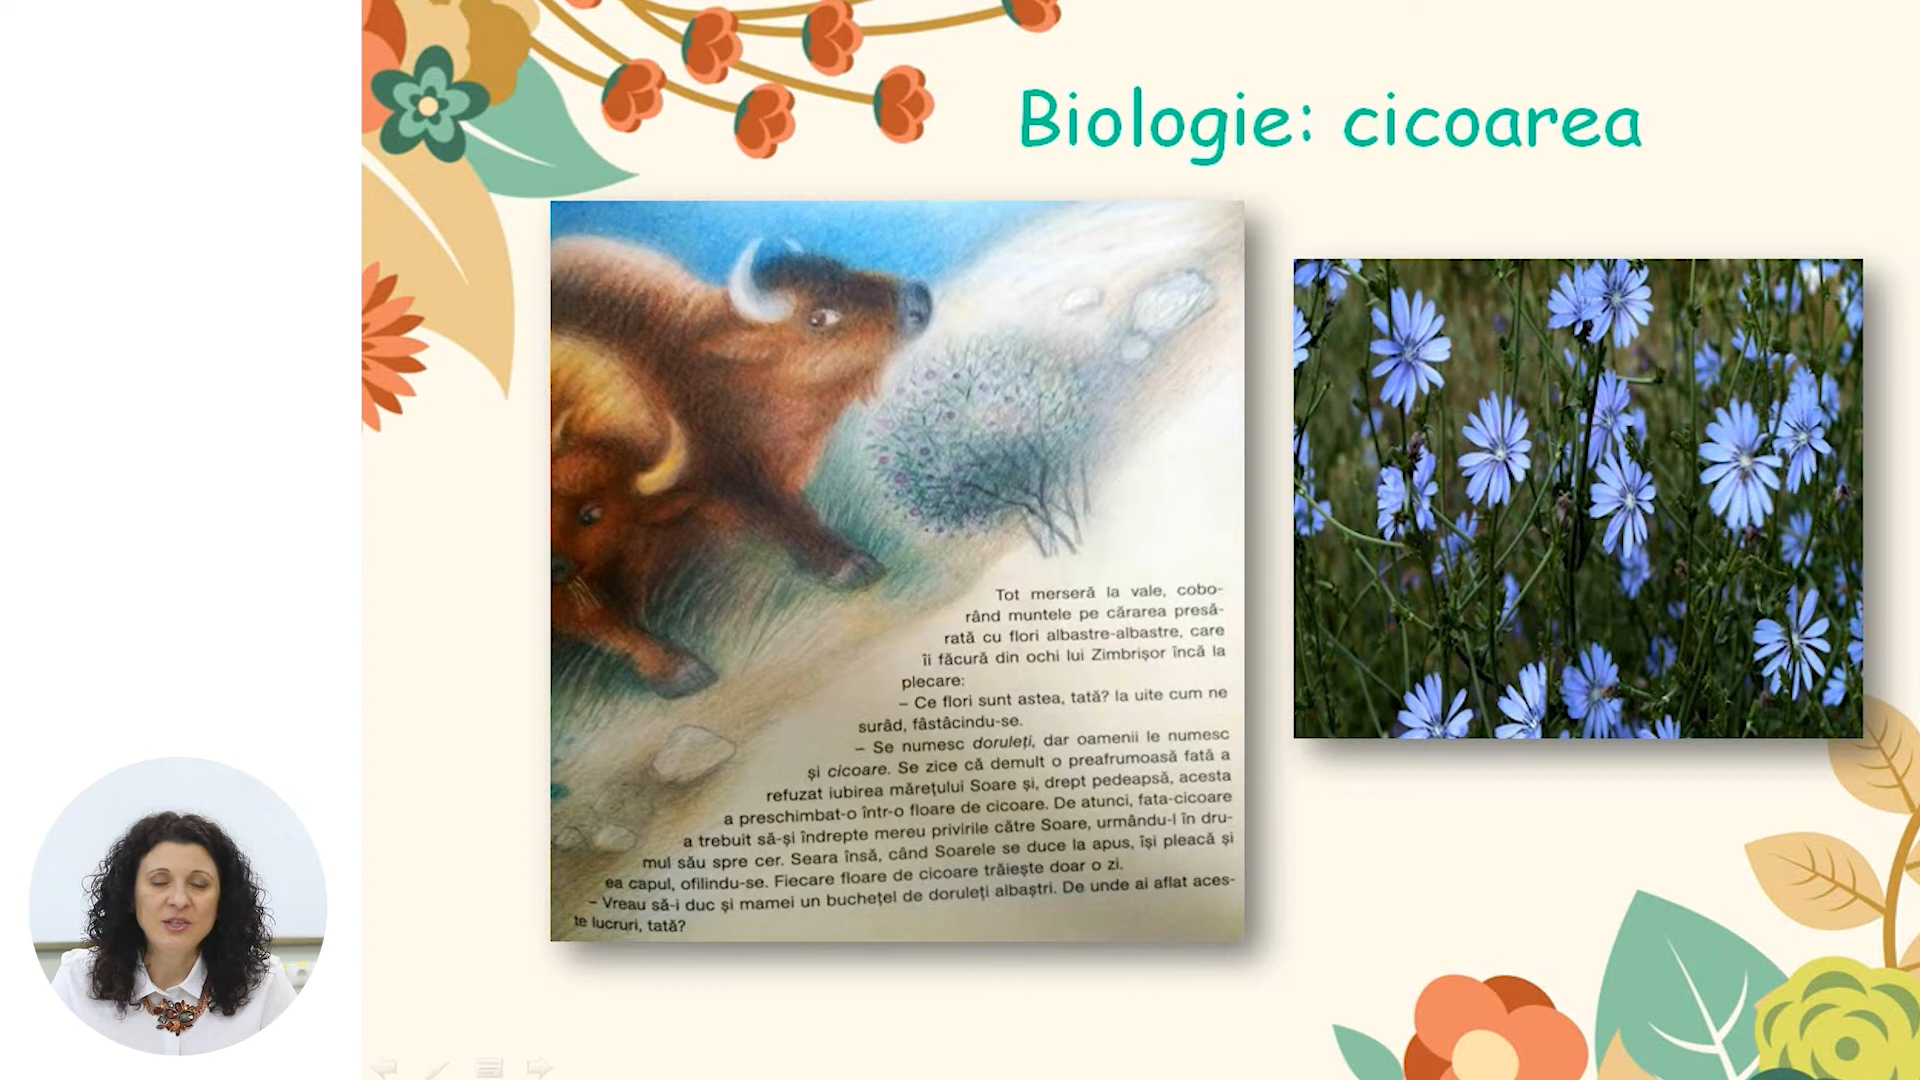 Biologie: cicoarea
Tot merseră la vale, cobo-
rând muntele pe cărarea presă-
rată cu flori albastre-albastre, care
îi făcură din ochi lui Zimbrișor încă la
plecare:
– Ce flori sunt astea, tată? Ia uite cum ne
surâd, fâstâcindu-se.
– Se numesc doruleți, dar oamenii le numesc
și cicoare. Se zice că demult o preafrumoasă fată a
refuzat iubirea mărețului Soare și, drept pedeapsă, acesta
a preschimbat-o într-o floare de cicoare. De atunci, fata-cicoare
a trebuit să-și îndrepte mereu privirile către Soare, urmându-l în dru-
mul său spre cer. Seara însă, când Soarele se duce la apus, își pleacă și
ea capul, ofilindu-se. Fiecare floare de cicoare trăiește doar o zi.
– Vreau să-i duc și mamei un buchețel de doruleți albaștri. De unde ai aflat aces-
te lucruri, tată?